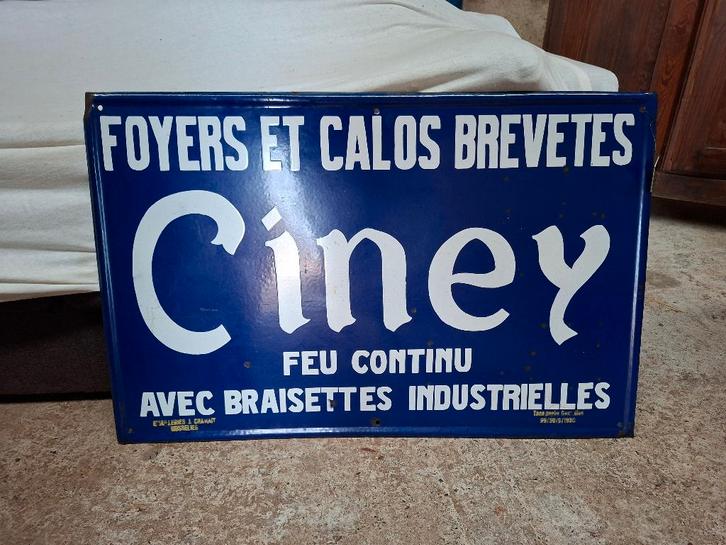 FOYERS ET CALOS BREVETES
Ciney
FEU CONTINU
AVEC BRAISETTES INDUSTRIELLES